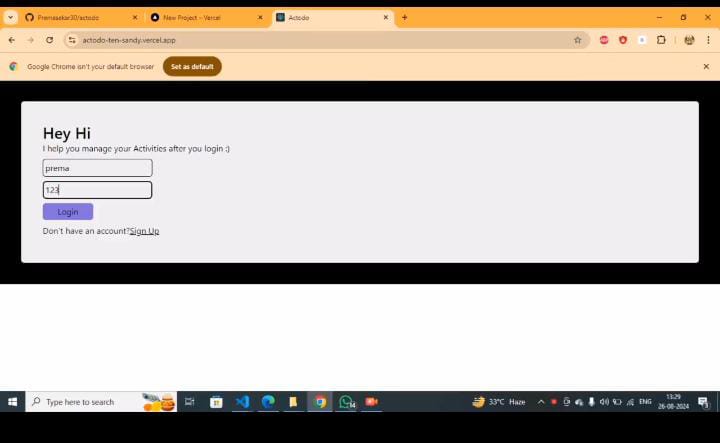 Premasekar30/actodo
New Project – Vercel
Actodo
actodo-ten-sandy.vercel.app
Google Chrome isn't your default browser
Set as default
Hey Hi
I help you manage your Activities after you login :)
prema
123
Login
Don't have an account?Sign Up
Type here to search
33°C Haze
ENG
13:29
26-08-2024